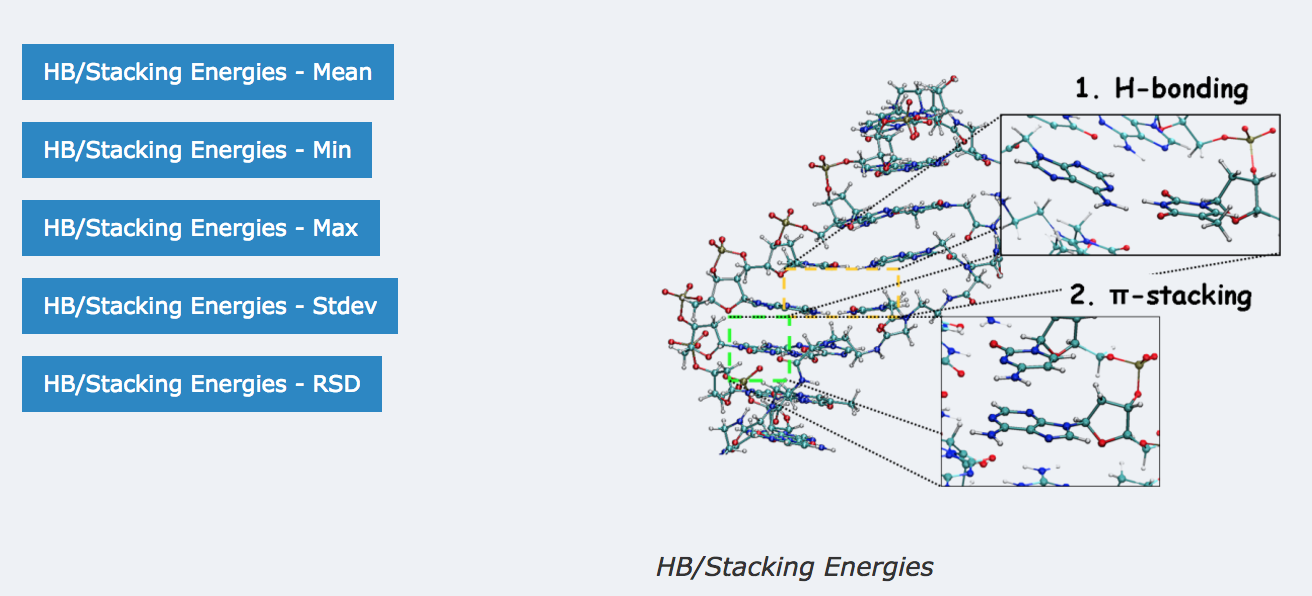 HB/Stacking Energies - Mean
HB/Stacking Energies - Min
HB/Stacking Energies - Max
HB/Stacking Energies - Stdev
HB/Stacking Energies - RSD
1. H-bonding
2. π-stacking
HB/Stacking Energies